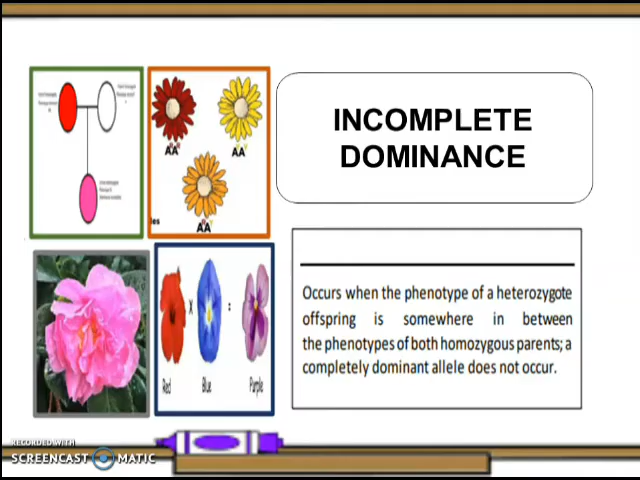 INCOMPLETE
DOMINANCE
AA
AA
AA
les
Red
X
Blue
:
Purple
Occurs when the phenotype of a heterozygote
offspring is somewhere in between
the phenotypes of both homozygous parents; a
completely dominant allele does not occur.
RECORDED WITH
SCREENCAST MATIC